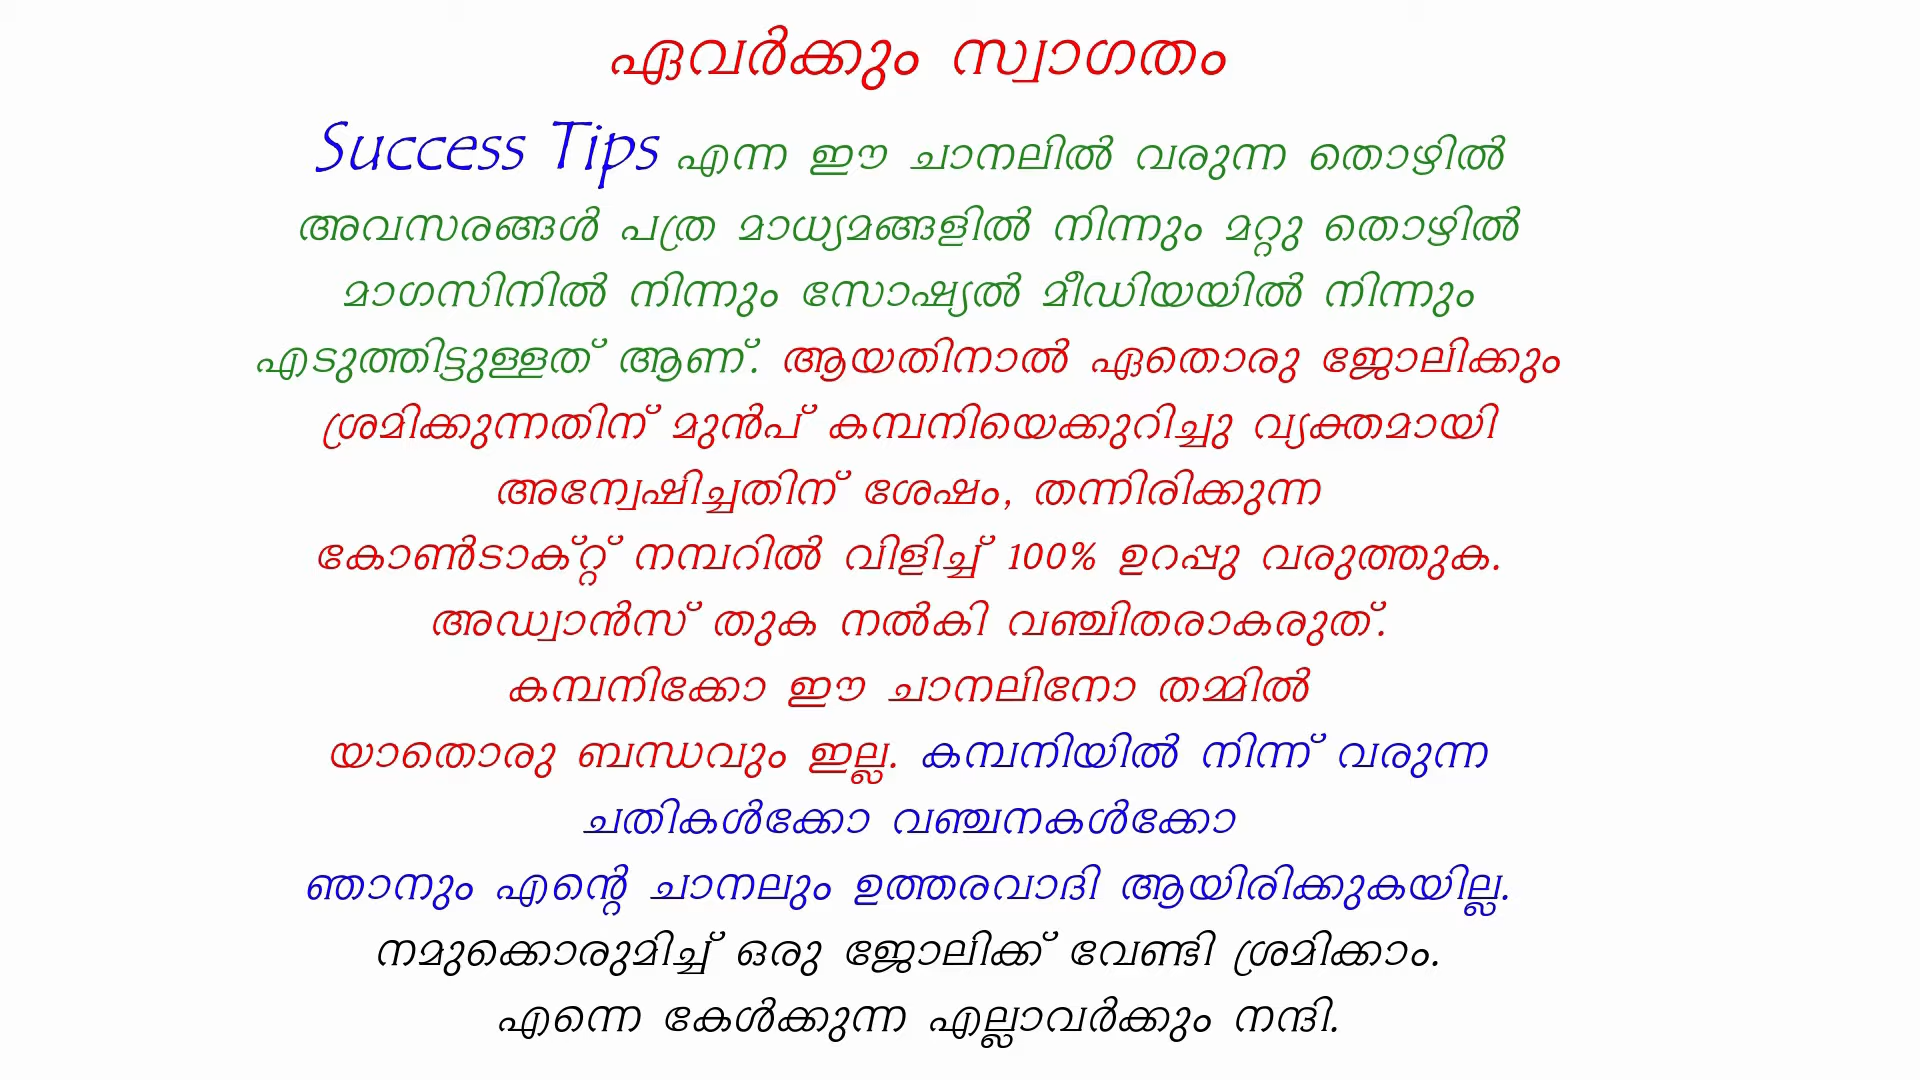 ഏവർക്കും സ്വാഗതം
Success Tips എന്ന ഈ ചാനലിൽ വരുന്ന തൊഴിൽ
അവസരങ്ങൾ പത്ര മാധ്യമങ്ങളിൽ നിന്നും മറ്റു തൊഴിൽ
മാഗസിനിൽ നിന്നും സോഷ്യൽ മീഡിയയിൽ നിന്നും
എടുത്തിട്ടുള്ളത് ആണ്. ആയതിനാൽ ഏതൊരു ജോലിക്കും
ശ്രമിക്കുന്നതിന് മുൻപ് കമ്പനിയെക്കുറിച്ചു വ്യക്തമായി
അന്വേഷിച്ചതിന് ശേഷം, തന്നിരിക്കുന്ന
കോൺടാക്റ്റ് നമ്പറിൽ വിളിച്ച് 100% ഉറപ്പു വരുത്തുക.
അഡ്വാൻസ് തുക നൽകി വഞ്ചിതരാകരുത്.
കമ്പനിക്കോ ഈ ചാനലിനോ തമ്മിൽ
യാതൊരു ബന്ധവും ഇല്ല. കമ്പനിയിൽ നിന്ന് വരുന്ന
ചതികൾക്കോ വഞ്ചനകൾക്കോ
ഞാനും എന്റെ ചാനലും ഉത്തരവാദി ആയിരിക്കുകയില്ല.
നമുക്കൊരുമിച്ച് ഒരു ജോലിക്ക് വേണ്ടി ശ്രമിക്കാം.
എന്നെ കേൾക്കുന്ന എല്ലാവർക്കും നന്ദി.